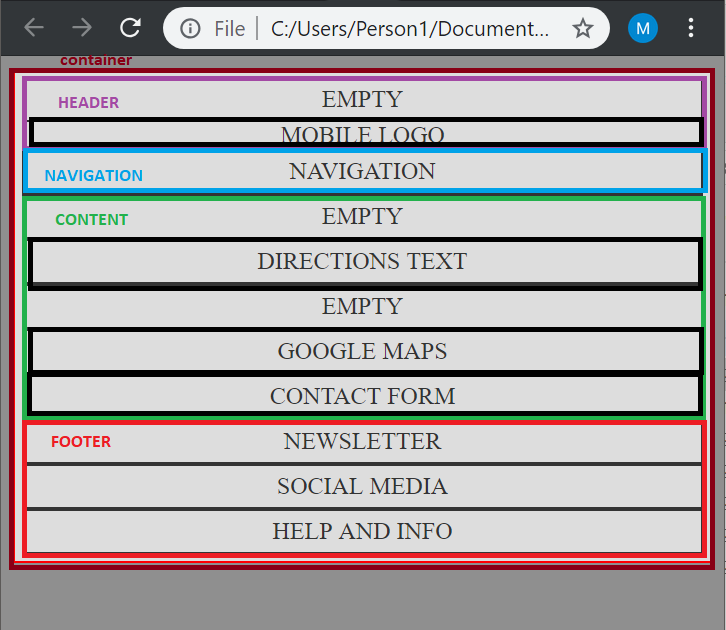 File | C:/Users/Person1/Document... M
container
HEADER EMPTY
MOBILE LOGO
NAVIGATION NAVIGATION
CONTENT EMPTY
DIRECTIONS TEXT
EMPTY
GOOGLE MAPS
CONTACT FORM
FOOTER NEWSLETTER
SOCIAL MEDIA
HELP AND INFO